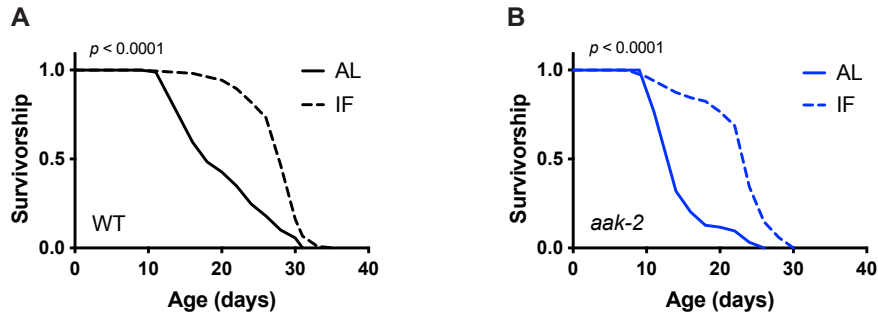 A
p < 0.0001
1.0
0.5
0.0
Survivorship
AL
IF
WT
0 10 20 30 40
Age (days)
B
p < 0.0001
1.0
0.5
0.0
Survivorship
AL
IF
aak-2
0 10 20 30 40
Age (days)